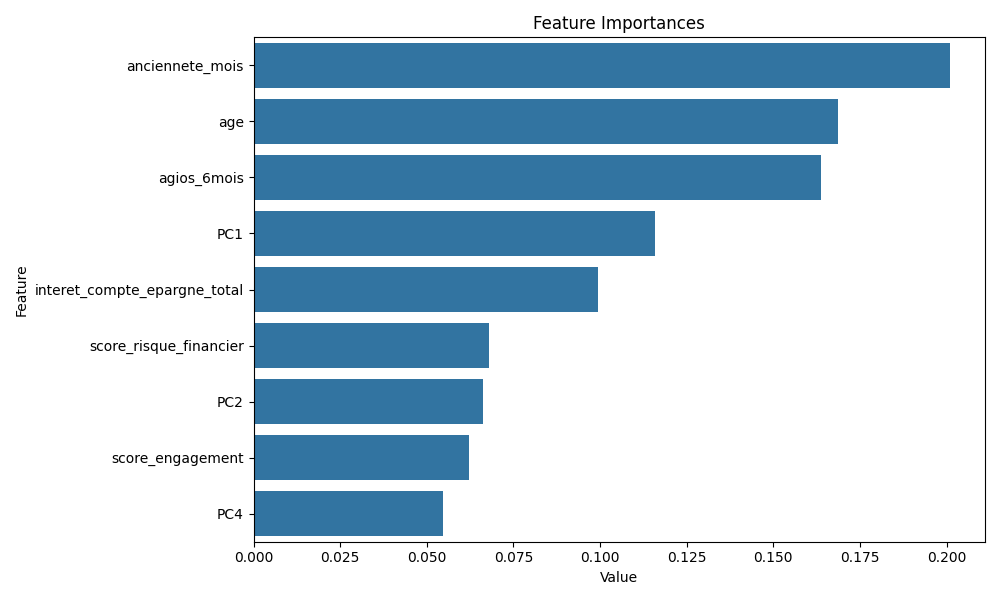 Feature Importances
anciennete_mois
age
agios_6mois
PC1
interet_compte_epargne_total
score_risque_financier
PC2
score_engagement
PC4
Feature
0.000 0.025 0.050 0.075 0.100 0.125 0.150 0.175 0.200
Value